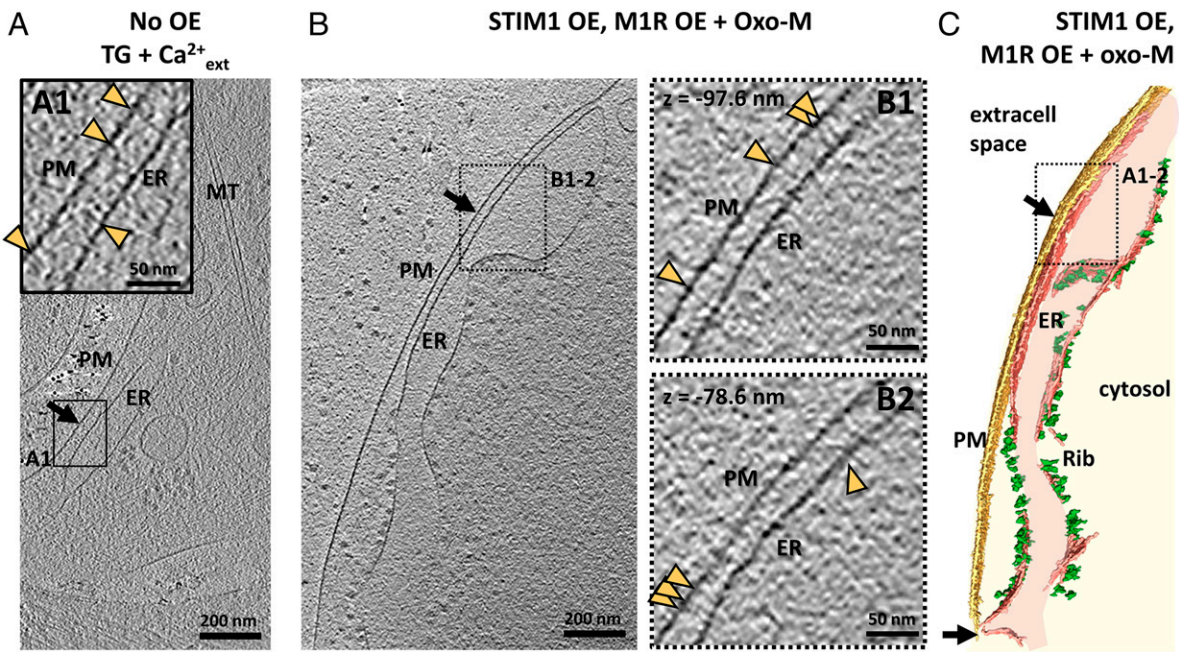 A
No OE
TG + Ca²⁺ext
A1
PM
ER
50 nm
MT
PM
ER
A1
200 nm
B
STIM1 OE, M1R OE + Oxo-M
B1-2
PM
ER
200 nm
z = -97.6 nm
B1
PM
ER
50 nm
z = -78.6 nm
B2
PM
ER
50 nm
C
STIM1 OE,
M1R OE + oxo-M
extracell
space
A1-2
ER
cytosol
PM
Rib